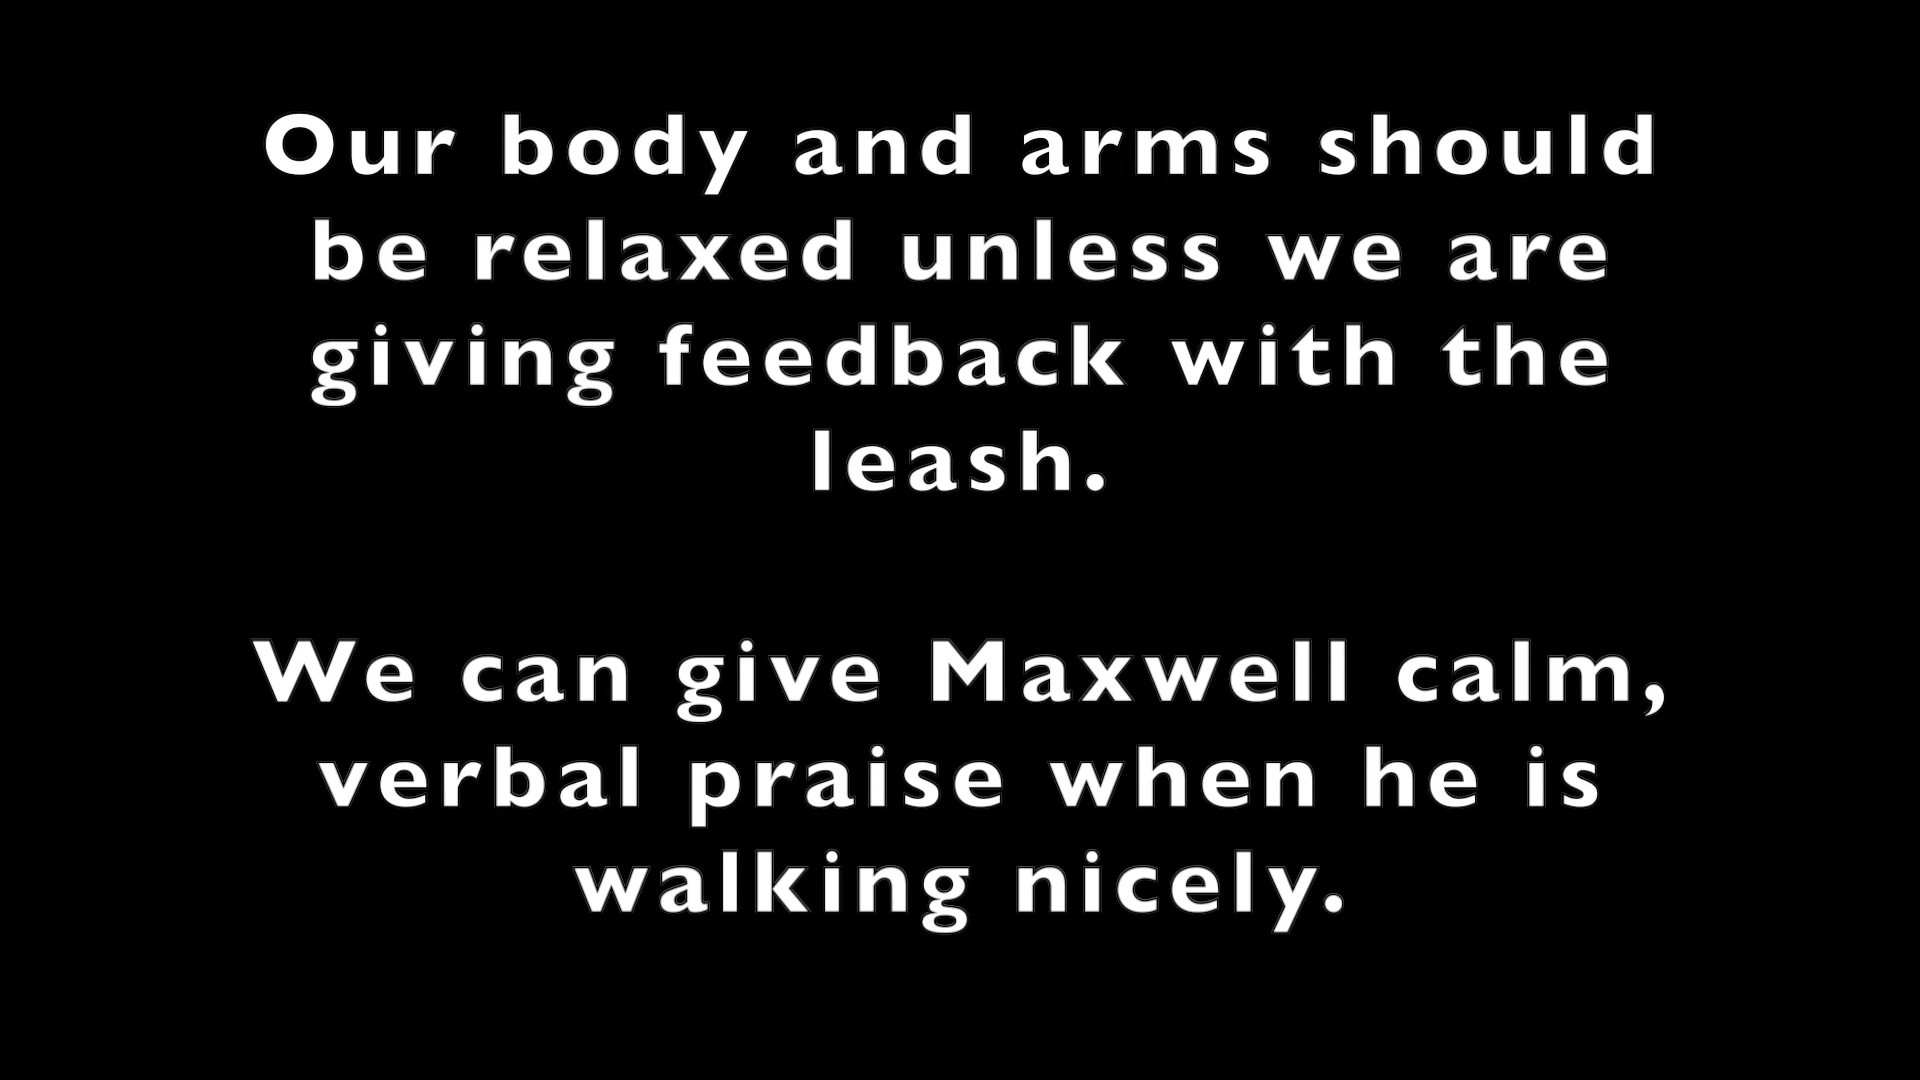 Our body and arms should
be relaxed unless we are
giving feedback with the
leash.
We can give Maxwell calm,
verbal praise when he is
walking nicely.